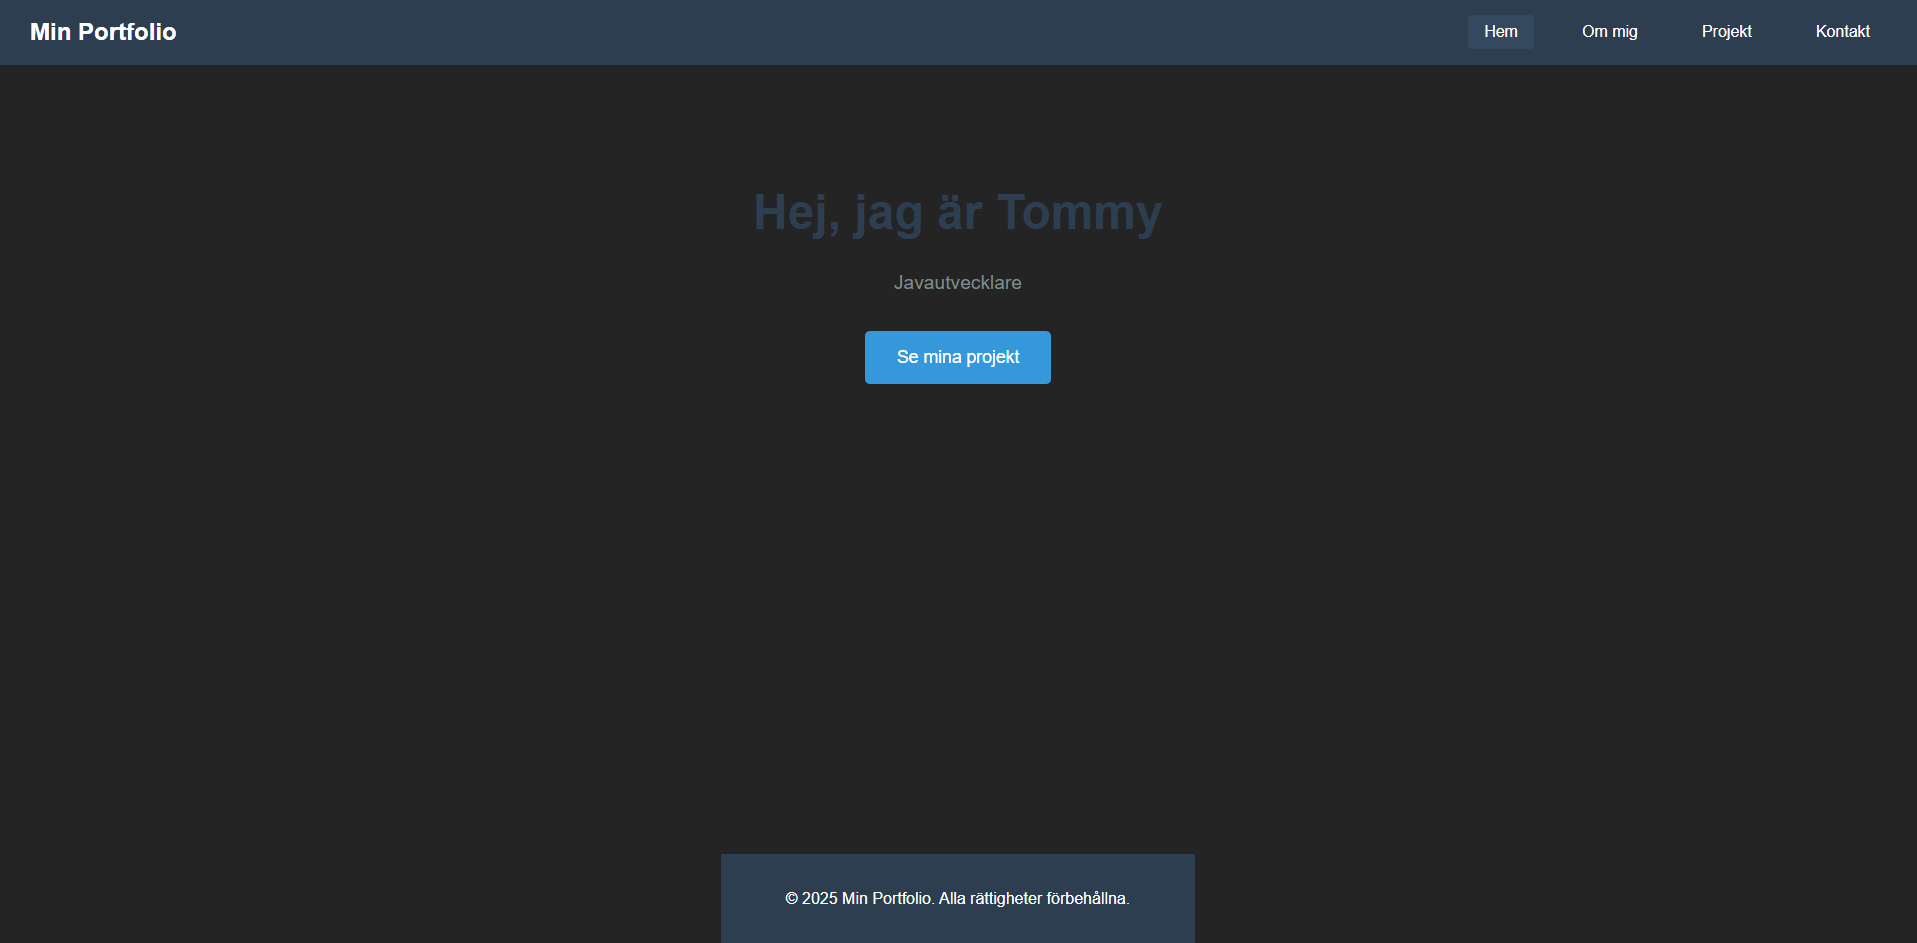 Min Portfolio
Hem Om mig Projekt Kontakt
Hej, jag är Tommy
Javautvecklare
Se mina projekt
© 2025 Min Portfolio. Alla rättigheter förbehållna.